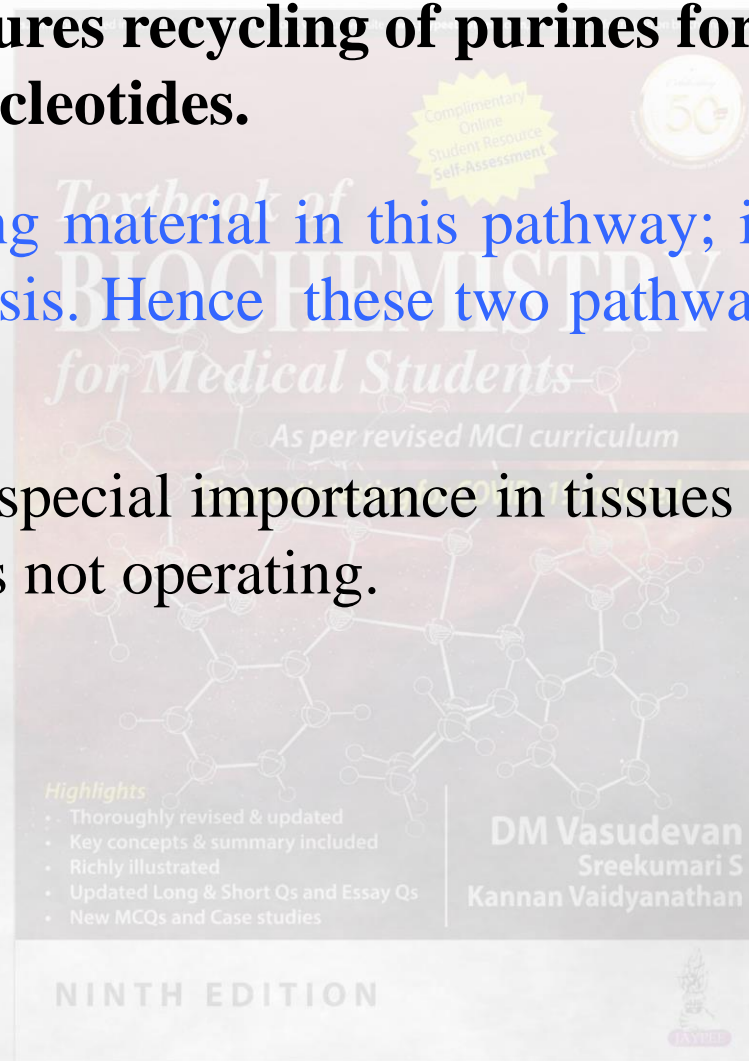 ures recycling of purines for
cleotides.
Complimentary
Online
Student Resource
Self-Assessment
50
Textbook of
ng material in this pathway; i
BIOCHEMISTRY
sis. Hence these two pathwa
for Medical Students
As per revised MCI curriculum
special importance in tissues
s not operating.
Highlights
• Thoroughly revised & updated
• Key concepts & summary included
• Richly illustrated
• Updated Long & Short Qs and Essay Qs
• New MCQs and Case studies
DM Vasudevan
Sreekumari S
Kannan Vaidyanathan
NINTH EDITION
JAYPEE